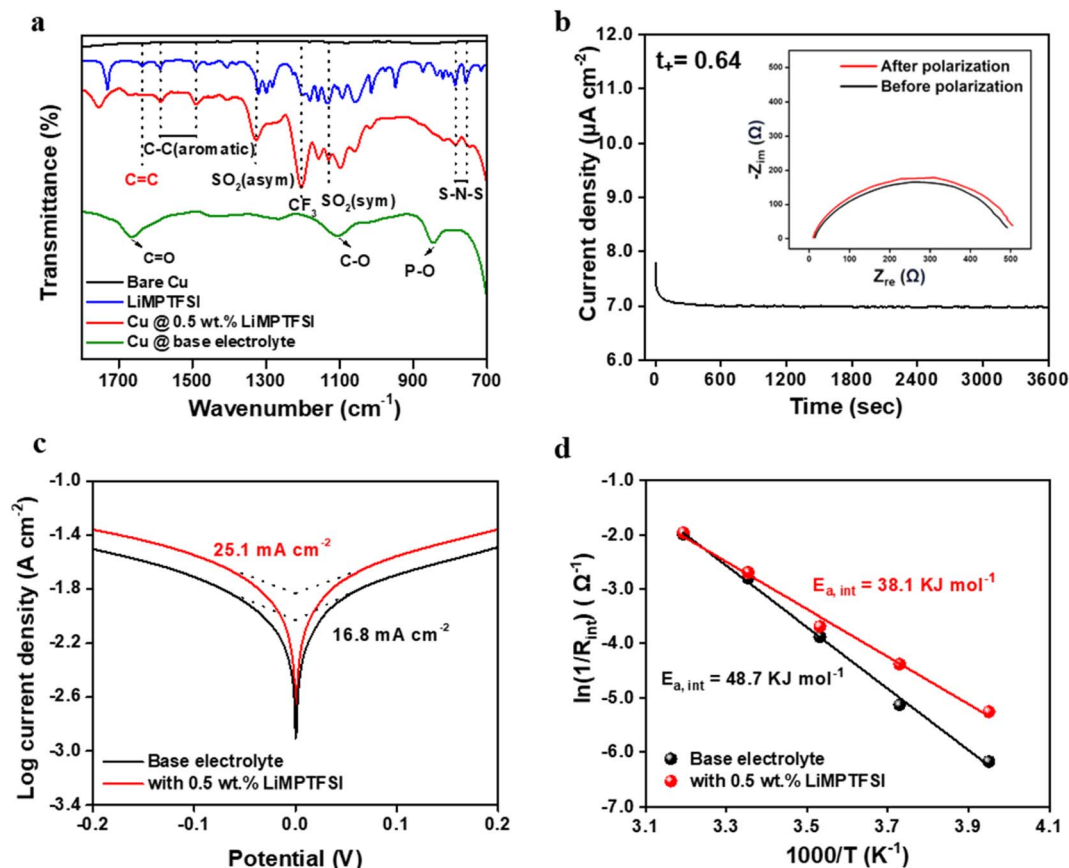 a
C-C(aromatic)
C=C
SO2(asym)
CF3
SO2(sym)
S-N-S
C=O
C-O
P-O
Bare Cu
LiMPTFSI
Cu @ 0.5 wt.% LiMPTFSI
Cu @ base electrolyte
Transmittance (%)
1700 1500 1300 1100 900 700
Wavenumber (cm-1)
b
t+= 0.64
After polarization
Before polarization
-Zim (Ω)
500
400
300
200
100
0
0 100 200 300 400 500
Zre (Ω)
Current density (µA cm-2)
12.0
11.0
10.0
9.0
8.0
7.0
6.0
0 600 1200 1800 2400 3000 3600
Time (sec)
c
25.1 mA cm-2
16.8 mA cm-2
Base electrolyte
with 0.5 wt.% LiMPTFSI
Log current density (A cm-2)
-1.0
-1.4
-1.8
-2.2
-2.6
-3.0
-3.4
-0.2 -0.1 0.0 0.1 0.2
Potential (V)
d
Ea, int = 38.1 KJ mol-1
Ea, int = 48.7 KJ mol-1
Base electrolyte
with 0.5 wt.% LiMPTFSI
ln(1/Rint) ( Ω-1)
-1.0
-2.0
-3.0
-4.0
-5.0
-6.0
-7.0
3.1 3.3 3.5 3.7 3.9 4.1
1000/T (K-1)